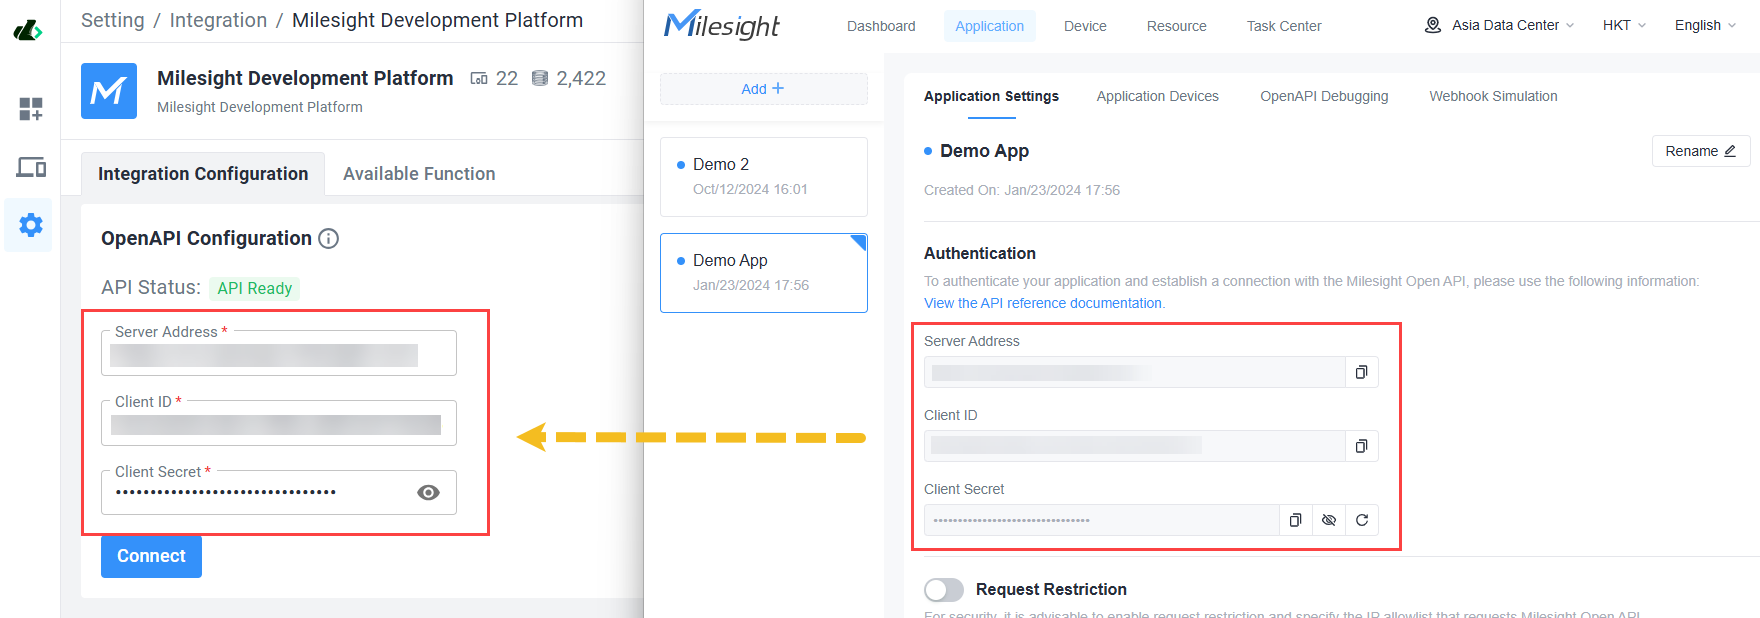 Setting / Integration / Milesight Development Platform
Milesight Development Platform 22 2,422
Milesight Development Platform
Integration Configuration Available Function
OpenAPI Configuration
API Status: API Ready
Server Address *
Client ID *
Client Secret *
••••••••••••••••••••••••••••••••
Connect
Milesight Dashboard Application Device Resource Task Center Asia Data Center HKT English
Add +
Demo 2
Oct/12/2024 16:01
Demo App
Jan/23/2024 17:56
Application Settings Application Devices OpenAPI Debugging Webhook Simulation
Demo App
Rename
Created On: Jan/23/2024 17:56
Authentication
To authenticate your application and establish a connection with the Milesight Open API, please use the following information:
View the API reference documentation.
Server Address
Client ID
Client Secret
••••••••••••••••••••••••••••••••
Request Restriction
For security, it is advisable to enable request restriction and specify the IP allowlist that requests Milesight Open API.